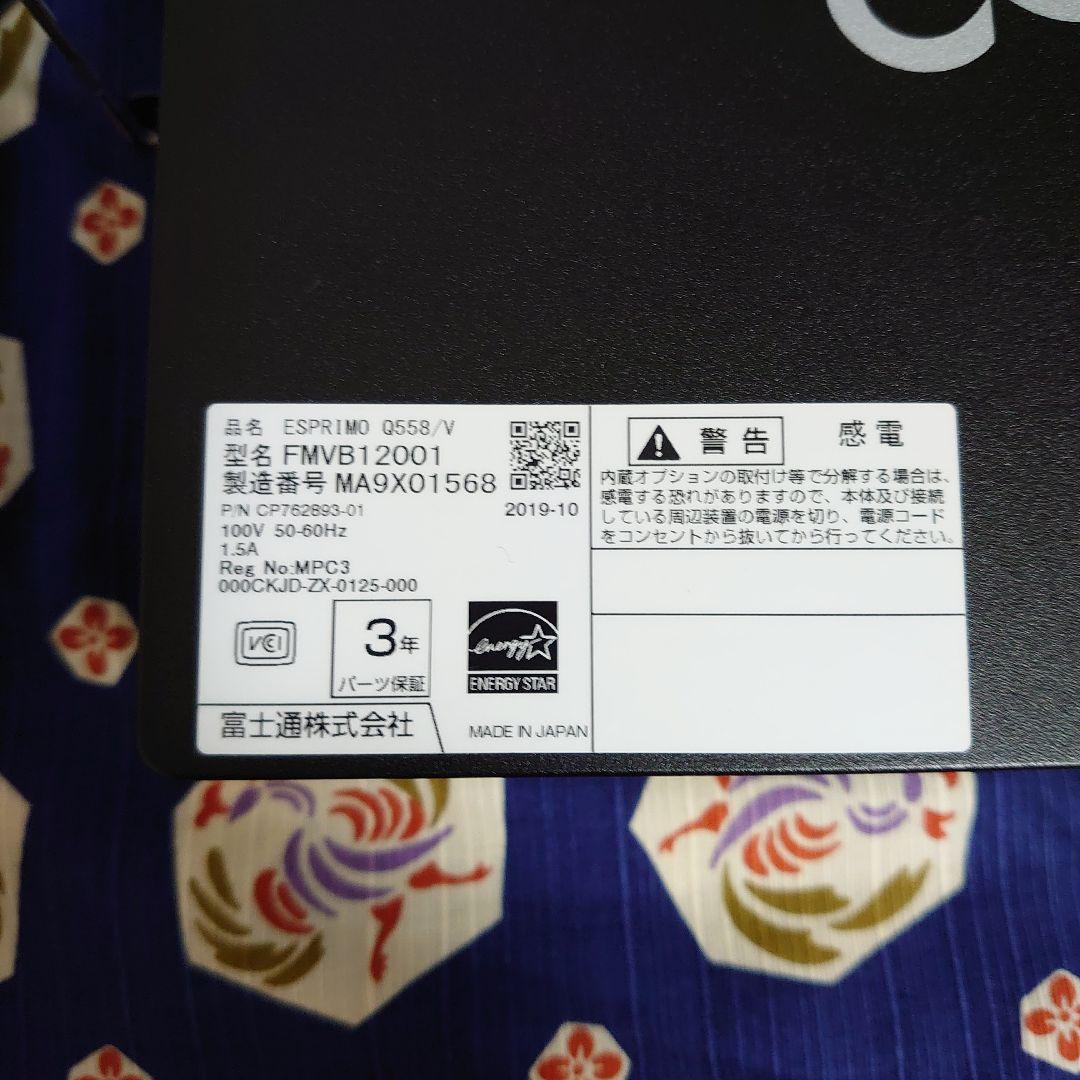 品名 ESPRIMO Q558/V
型名 FMVB12001
製造番号 MA9X01568
P/N CP762893-01
2019-10
100V 50-60Hz
1.5A
Reg No:MPC3
000CKJD-ZX-0125-000
VCI
3年
パーツ保証
energy
ENERGY STAR
富士通株式会社
MADE IN JAPAN
警告 感電
内蔵オプションの取付け等で分解する場合は、
感電する恐れがありますので、本体及び接続
している周辺装置の電源を切り、電源コード
をコンセントから抜いてから行ってください。